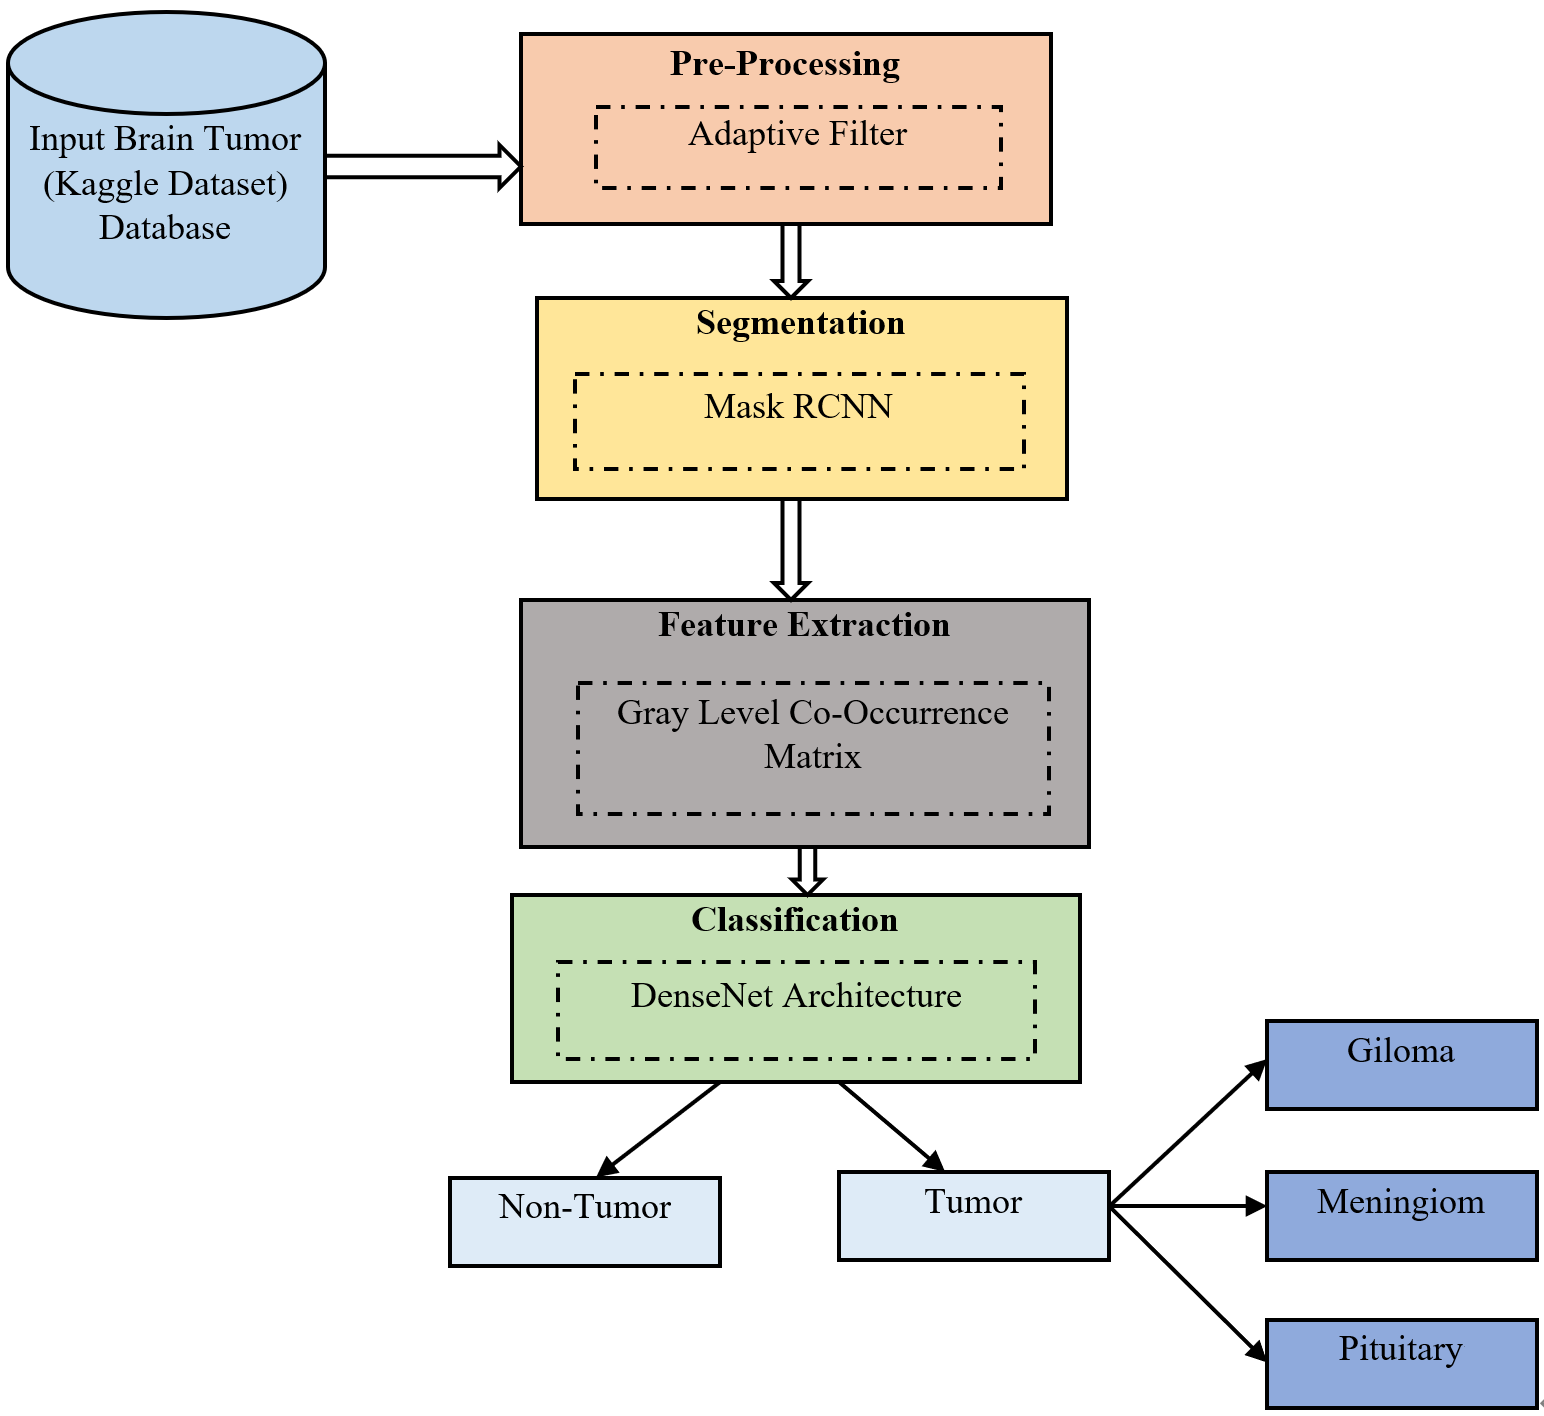 Input Brain Tumor
(Kaggle Dataset)
Database
Pre-Processing
Adaptive Filter
Segmentation
Mask RCNN
Feature Extraction
Gray Level Co-Occurrence
Matrix
Classification
DenseNet Architecture
Non-Tumor
Tumor
Giloma
Meningiom
Pituitary